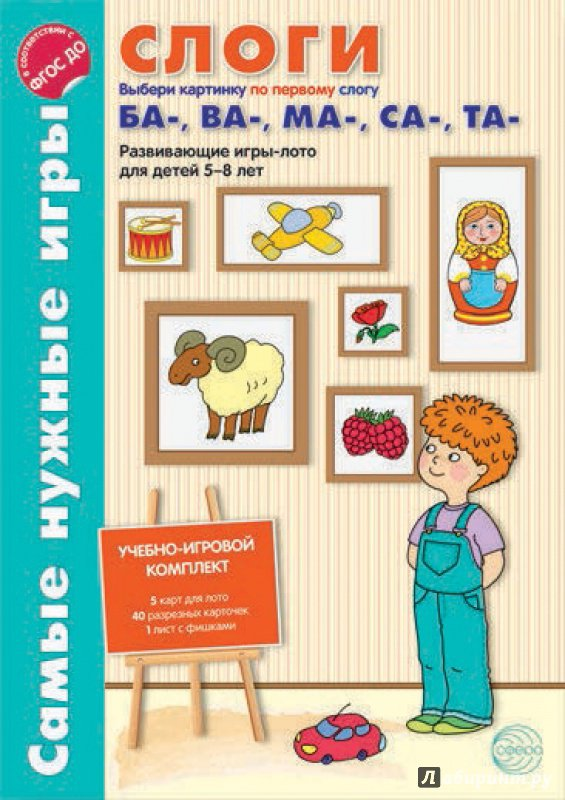 в соответствии с
ФГОС ДО
Самые нужные игры
СЛОГИ
Выбери картинку по первому слогу
БА-, ВА-, МА-, СА-, ТА-
Развивающие игры-лото
для детей 5–8 лет
УЧЕБНО-ИГРОВОЙ
КОМПЛЕКТ
5 карт для лото
40 разрезных карточек
1 лист с фишками
сфера
Лабиринт.ру